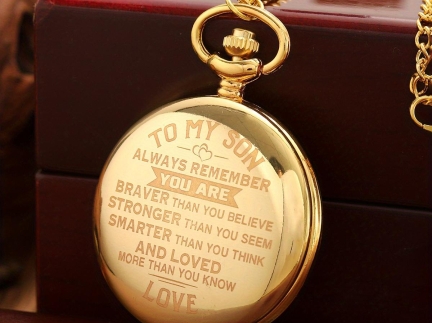 TO MY SON
ALWAYS REMEMBER
YOU ARE
BRAVER THAN YOU BELIEVE
STRONGER THAN YOU SEEM
SMARTER THAN YOU THINK
AND LOVED
MORE THAN YOU KNOW
LOVE